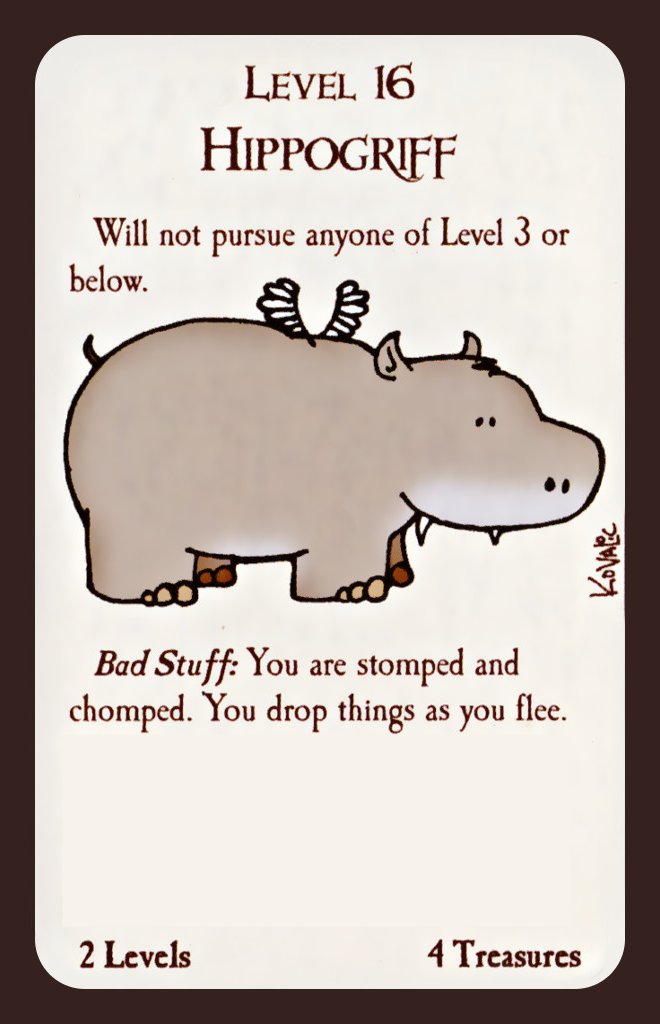 LEVEL 16
HIPPOGRIFF
Will not pursue anyone of Level 3 or
below.
KOVALIC
Bad Stuff: You are stomped and
chomped. You drop things as you flee.
2 Levels
4 Treasures